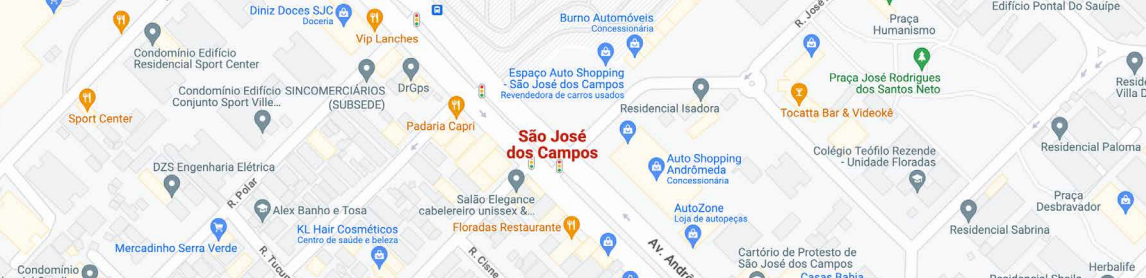 Diniz Doces SJC
Doceria
Vip Lanches
Burno Automóveis
Concessionária
R. José
Praça
Humanismo
Edifício Pontal Do Sauípe
Condomínio Edifício
Residencial Sport Center
Espaço Auto Shopping
- São José dos Campos
Revendedora de carros usados
Praça José Rodrigues
dos Santos Neto
Residencial
Villa D
Condomínio Edifício
Conjunto Sport Ville...
SINCOMERCIÁRIOS
(SUBSEDE)
DrGps
Sport Center
Padaria Capri
Residencial Isadora
Tocatta Bar & Videokê
São José
dos Campos
Residencial Paloma
Colégio Teófilo Rezende
- Unidade Floradas
Auto Shopping
Andrômeda
Concessionária
DZS Engenharia Elétrica
R. Polar
Salão Elegance
cabelereiro unissex &...
Praça
Desbravador
Alex Banho e Tosa
AutoZone
Loja de autopeças
KL Hair Cosméticos
Centro de saúde e beleza
Floradas Restaurante
Residencial Sabrina
Mercadinho Serra Verde
R. Tucun
R. Cisne
Av. Andrô
Cartório de Protesto de
São José dos Campos
Casas Bahia
Herbalife
Condomínio